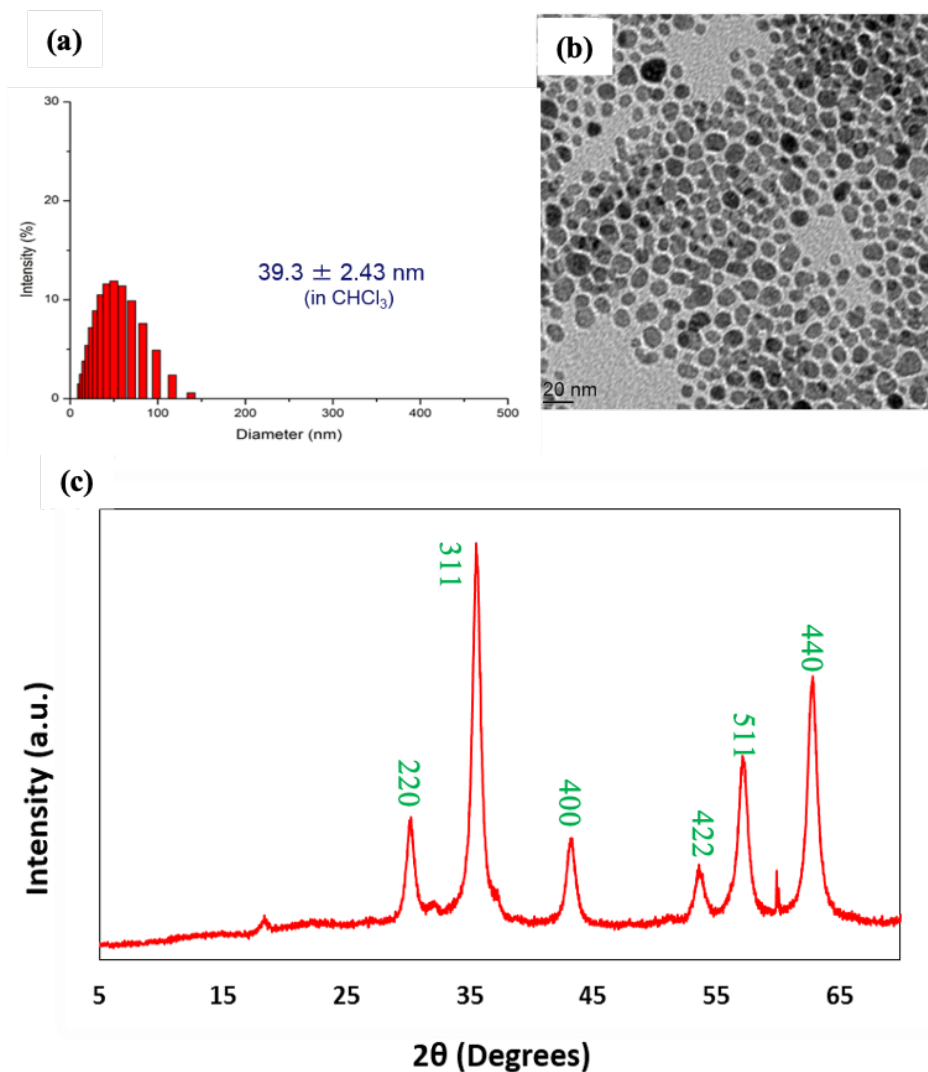 (a)
30
20
10
0
Intensity (%)
39.3 ± 2.43 nm
(in CHCl₃)
0 100 200 300 400 500
Diameter (nm)
(b)
20 nm
(c)
Intensity (a.u.)
220
311
400
422
511
440
5 15 25 35 45 55 65
2θ (Degrees)